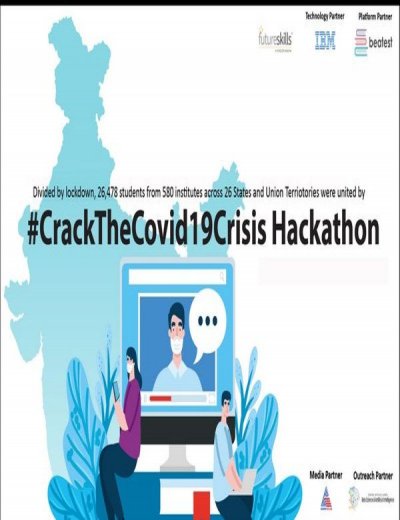 Technology Partner
Platform Partner
futureskills
IBM
beatest
Divided by lockdown, 26,478 students from 580 institutes across 26 States and Union Terriotories were united by
#CrackTheCovid19Crisis Hackathon
Media Partner
Outreach Partner